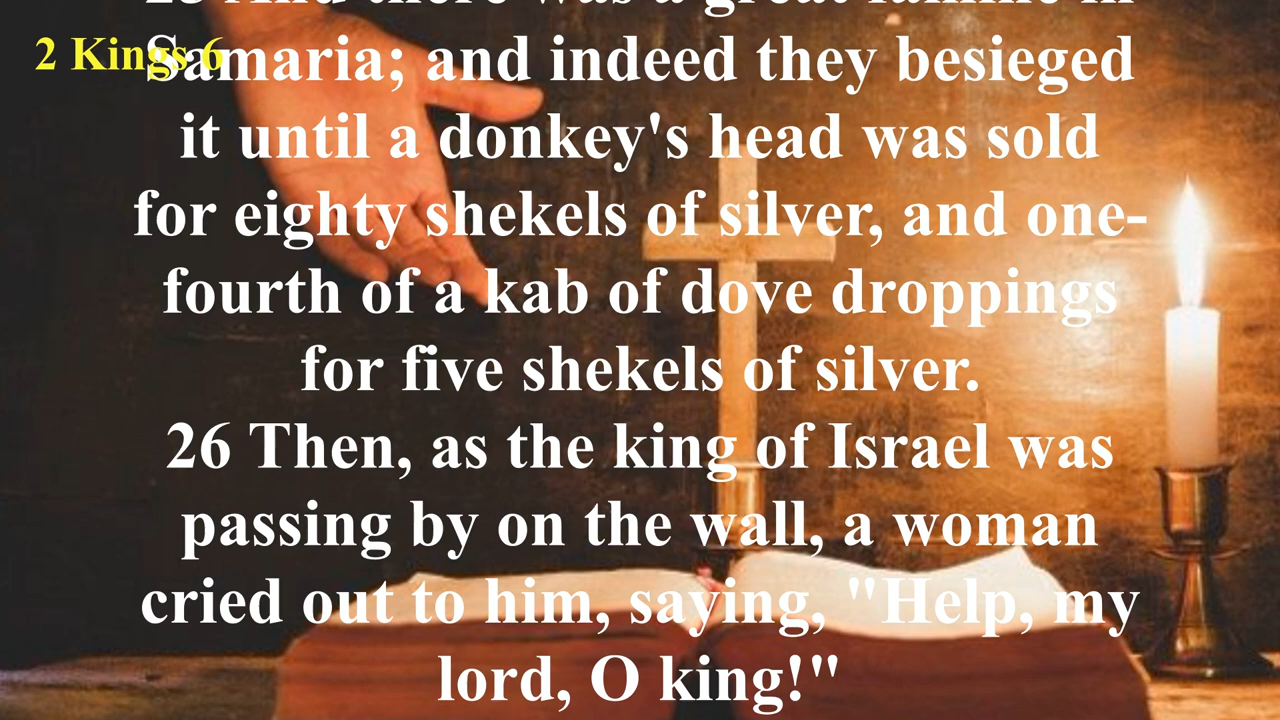 2 Kings 6
25 And there was a great famine in
Samaria; and indeed they besieged
it until a donkey's head was sold
for eighty shekels of silver, and one-
fourth of a kab of dove droppings
for five shekels of silver.
26 Then, as the king of Israel was
passing by on the wall, a woman
cried out to him, saying, "Help, my
lord, O king!"